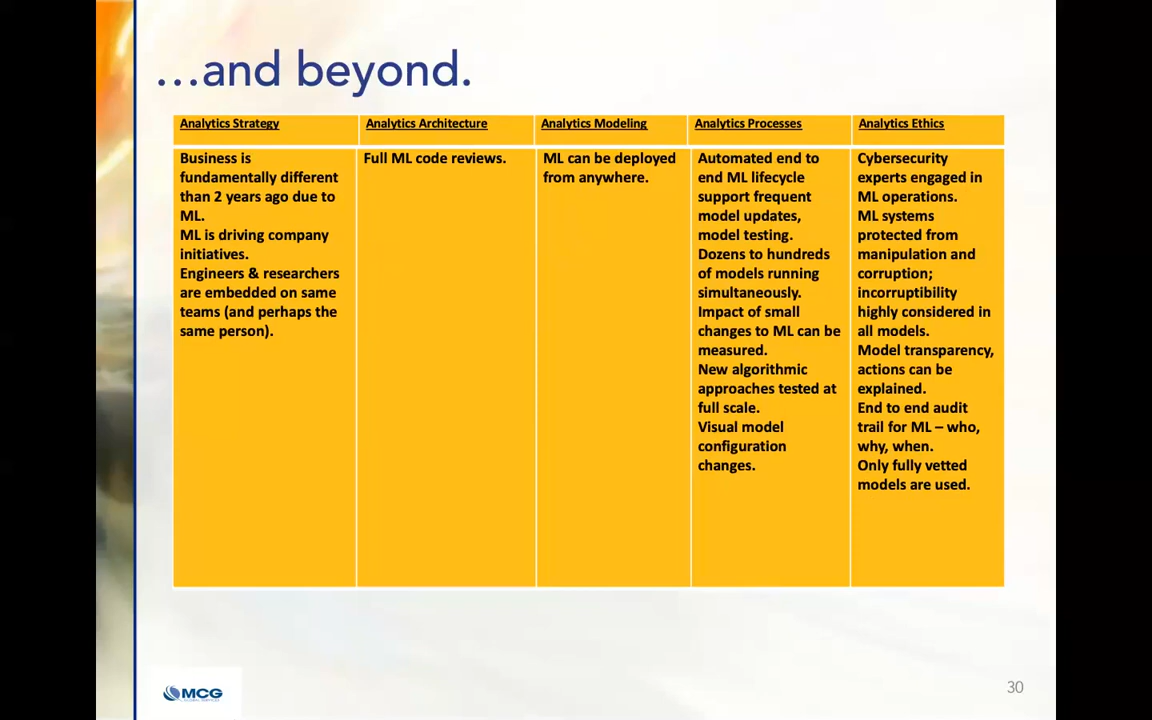 …and beyond.
Analytics Strategy
Analytics Architecture
Analytics Modeling
Analytics Processes
Analytics Ethics
Business is
fundamentally different
than 2 years ago due to
ML.
ML is driving company
initiatives.
Engineers & researchers
are embedded on same
teams (and perhaps the
same person).
Full ML code reviews.
ML can be deployed
from anywhere.
Automated end to
end ML lifecycle
support frequent
model updates,
model testing.
Dozens to hundreds
of models running
simultaneously.
Impact of small
changes to ML can be
measured.
New algorithmic
approaches tested at
full scale.
Visual model
configuration
changes.
Cybersecurity
experts engaged in
ML operations.
ML systems
protected from
manipulation and
corruption;
incorruptibility
highly considered in
all models.
Model transparency,
actions can be
explained.
End to end audit
trail for ML – who,
why, when.
Only fully vetted
models are used.
MCG
30